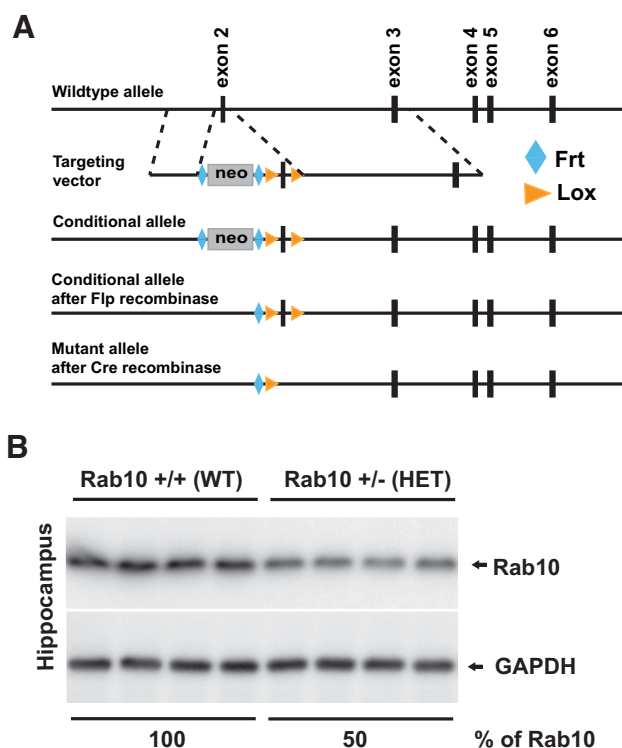 A
exon 2
exon 3
exon 4
exon 5
exon 6
Wildtype allele
Targeting
vector
neo
Frt
Lox
Conditional allele
neo
Conditional allele
after Flp recombinase
Mutant allele
after Cre recombinase
B
Rab10 +/+ (WT)
Rab10 +/- (HET)
Hippocampus
Rab10
GAPDH
100
50
% of Rab10